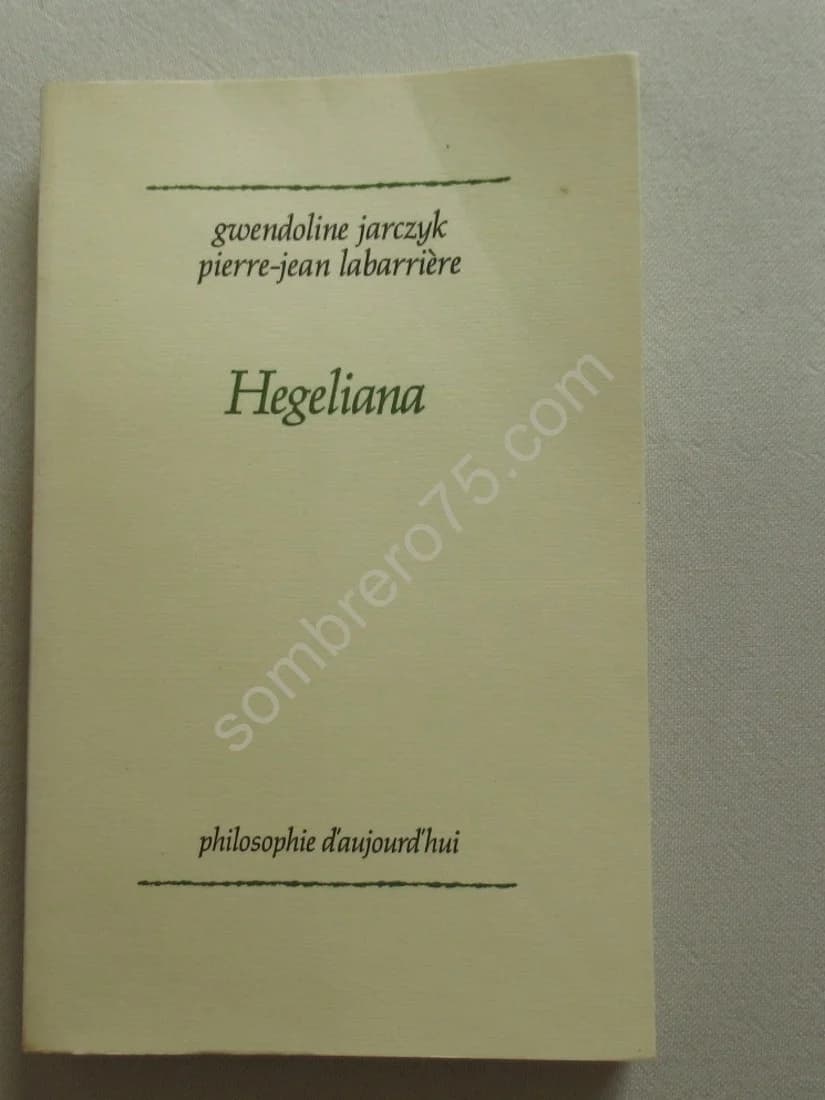 gwendoline jarczyk
pierre-jean labarrière
Hegeliana
sombrero75.com
philosophie d'aujourd'hui